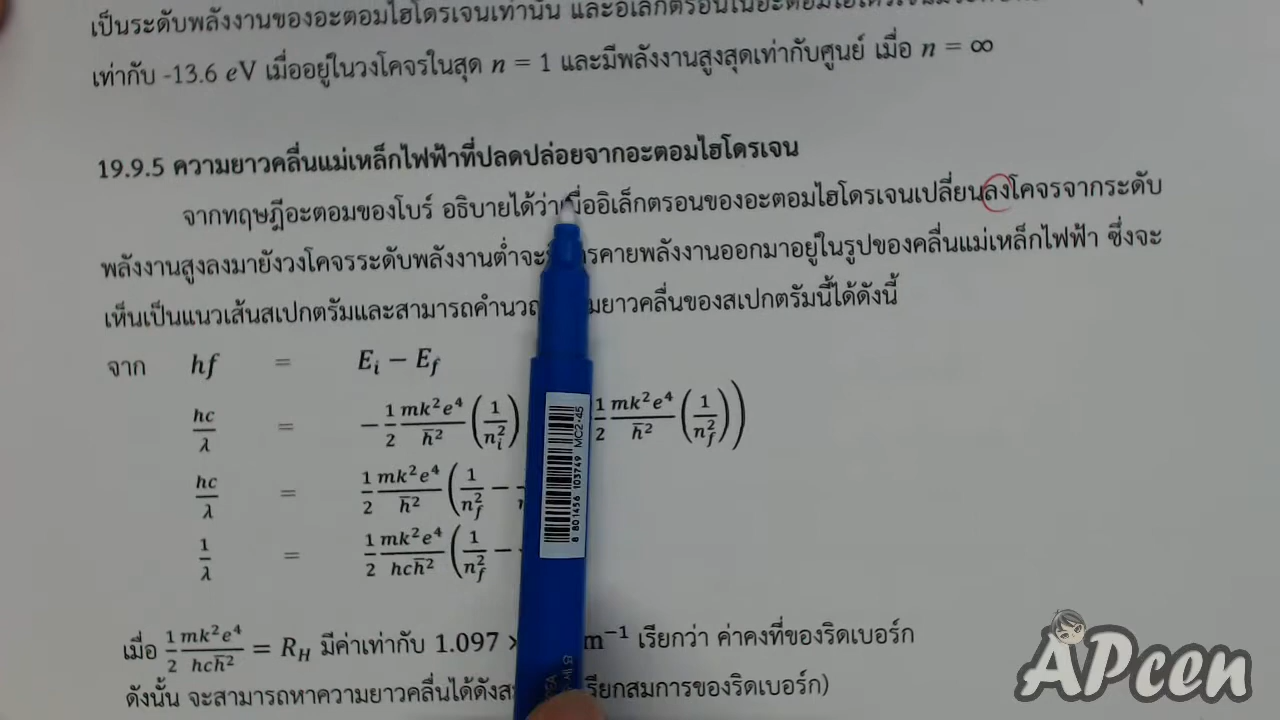 เป็นระดับพลังงานของอะตอมไฮโดรเจนเท่านั้น และอิเล็กตรอนในอะตอมไฮโดรเจน
เท่ากับ -13.6 eV เมื่ออยู่ในวงโคจรในสุด n = 1 และมีพลังงานสูงสุดเท่ากับศูนย์ เมื่อ n = ∞
19.9.5 ความยาวคลื่นแม่เหล็กไฟฟ้าที่ปลดปล่อยจากอะตอมไฮโดรเจน
จากทฤษฎีอะตอมของโบร์ อธิบายได้ว่าเมื่ออิเล็กตรอนของอะตอมไฮโดรเจนเปลี่ยนลงโคจรจากระดับ
พลังงานสูงลงมายังวงโคจรระดับพลังงานต่ำจะ คายพลังงานออกมาอยู่ในรูปของคลื่นแม่เหล็กไฟฟ้า ซึ่งจะ
เห็นเป็นแนวเส้นสเปกตรัมและสามารถคำนวณ ยาวคลื่นของสเปกตรัมนี้ได้ดังนี้
จาก hf = E_i − E_f
hc/λ = −1/2 mk²e⁴/ħ² (1/n_i²) 1/2 mk²e⁴/ħ² (1/n_f²))
hc/λ = 1/2 mk²e⁴/ħ² (1/n_f² −
1/λ = 1/2 mk²e⁴/hcħ² (1/n_f² −
เมื่อ 1/2 mk²e⁴/hcħ² = R_H มีค่าเท่ากับ 1.097 × m⁻¹ เรียกว่า ค่าคงที่ของริดเบอร์ก
ดังนั้น จะสามารถหาความยาวคลื่นได้ดังส เรียกสมการของริดเบอร์ก)
MC2-45
8 801456 103749
APcen